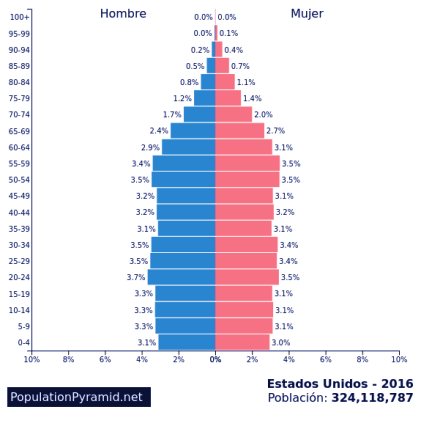 Hombre Mujer
100+ 0.0% 0.0%
95-99 0.0% 0.1%
90-94 0.2% 0.4%
85-89 0.5% 0.7%
80-84 0.8% 1.1%
75-79 1.2% 1.4%
70-74 1.7% 2.0%
65-69 2.4% 2.7%
60-64 2.9% 3.1%
55-59 3.4% 3.5%
50-54 3.5% 3.5%
45-49 3.2% 3.1%
40-44 3.2% 3.2%
35-39 3.1% 3.1%
30-34 3.5% 3.4%
25-29 3.5% 3.4%
20-24 3.7% 3.5%
15-19 3.3% 3.1%
10-14 3.3% 3.1%
5-9 3.3% 3.1%
0-4 3.1% 3.0%
10% 8% 6% 4% 2% 0% 2% 4% 6% 8% 10%
PopulationPyramid.net
Estados Unidos - 2016
Población: 324,118,787